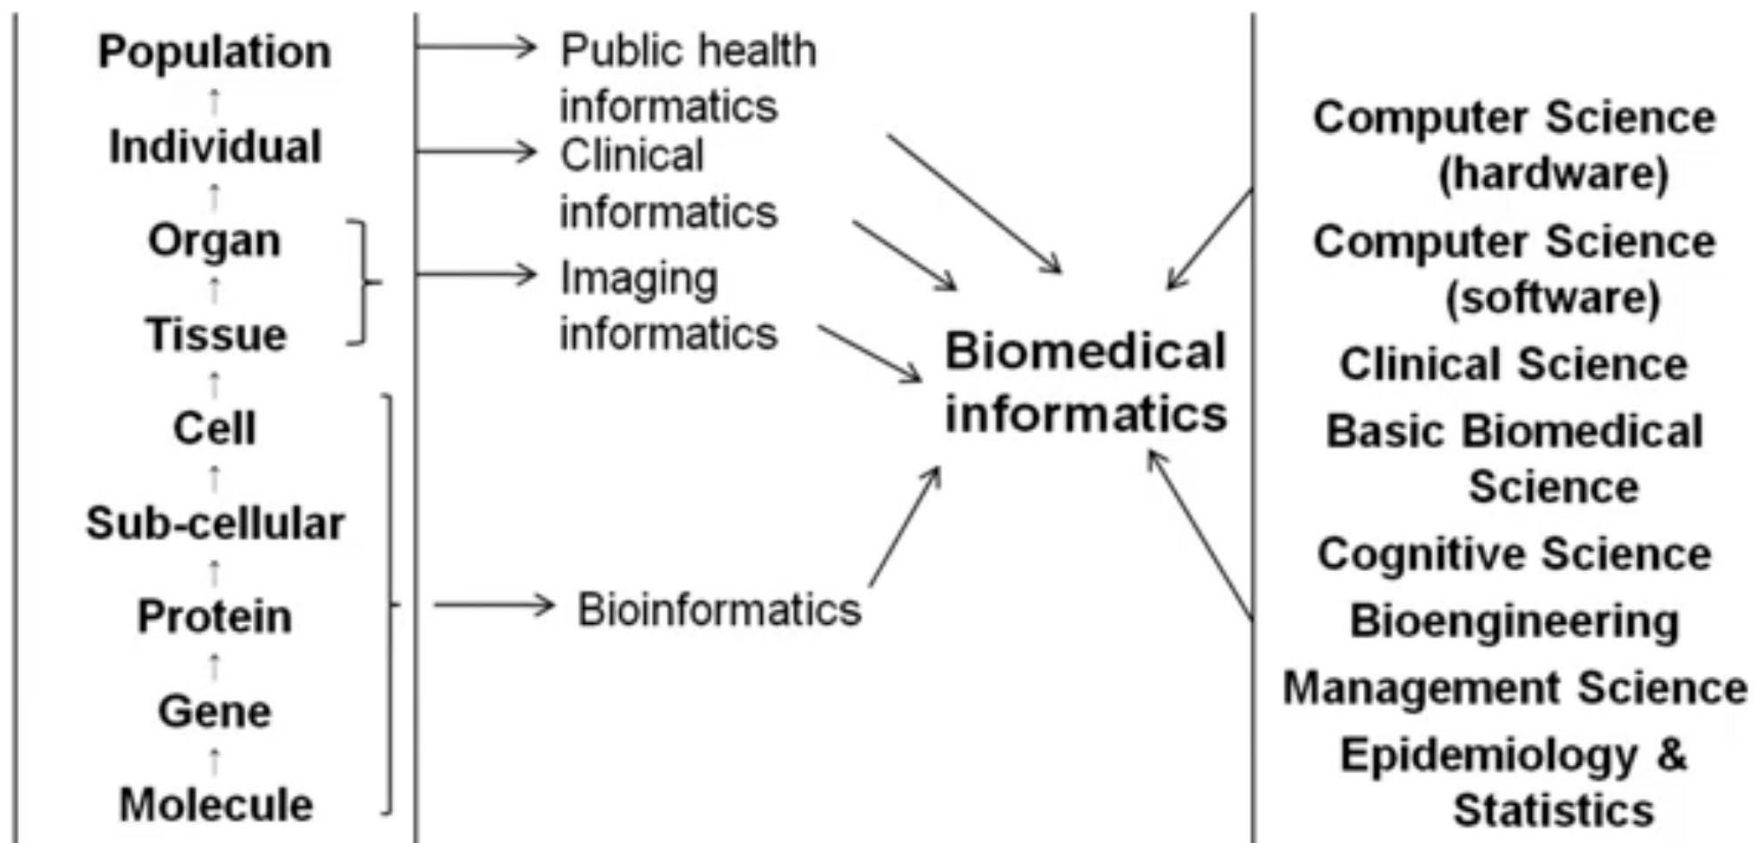 Population
Individual
Organ
Tissue
Cell
Sub-cellular
Protein
Gene
Molecule
Public health
informatics
Clinical
informatics
Imaging
informatics
Bioinformatics
Biomedical
informatics
Computer Science
(hardware)
Computer Science
(software)
Clinical Science
Basic Biomedical
Science
Cognitive Science
Bioengineering
Management Science
Epidemiology &
Statistics